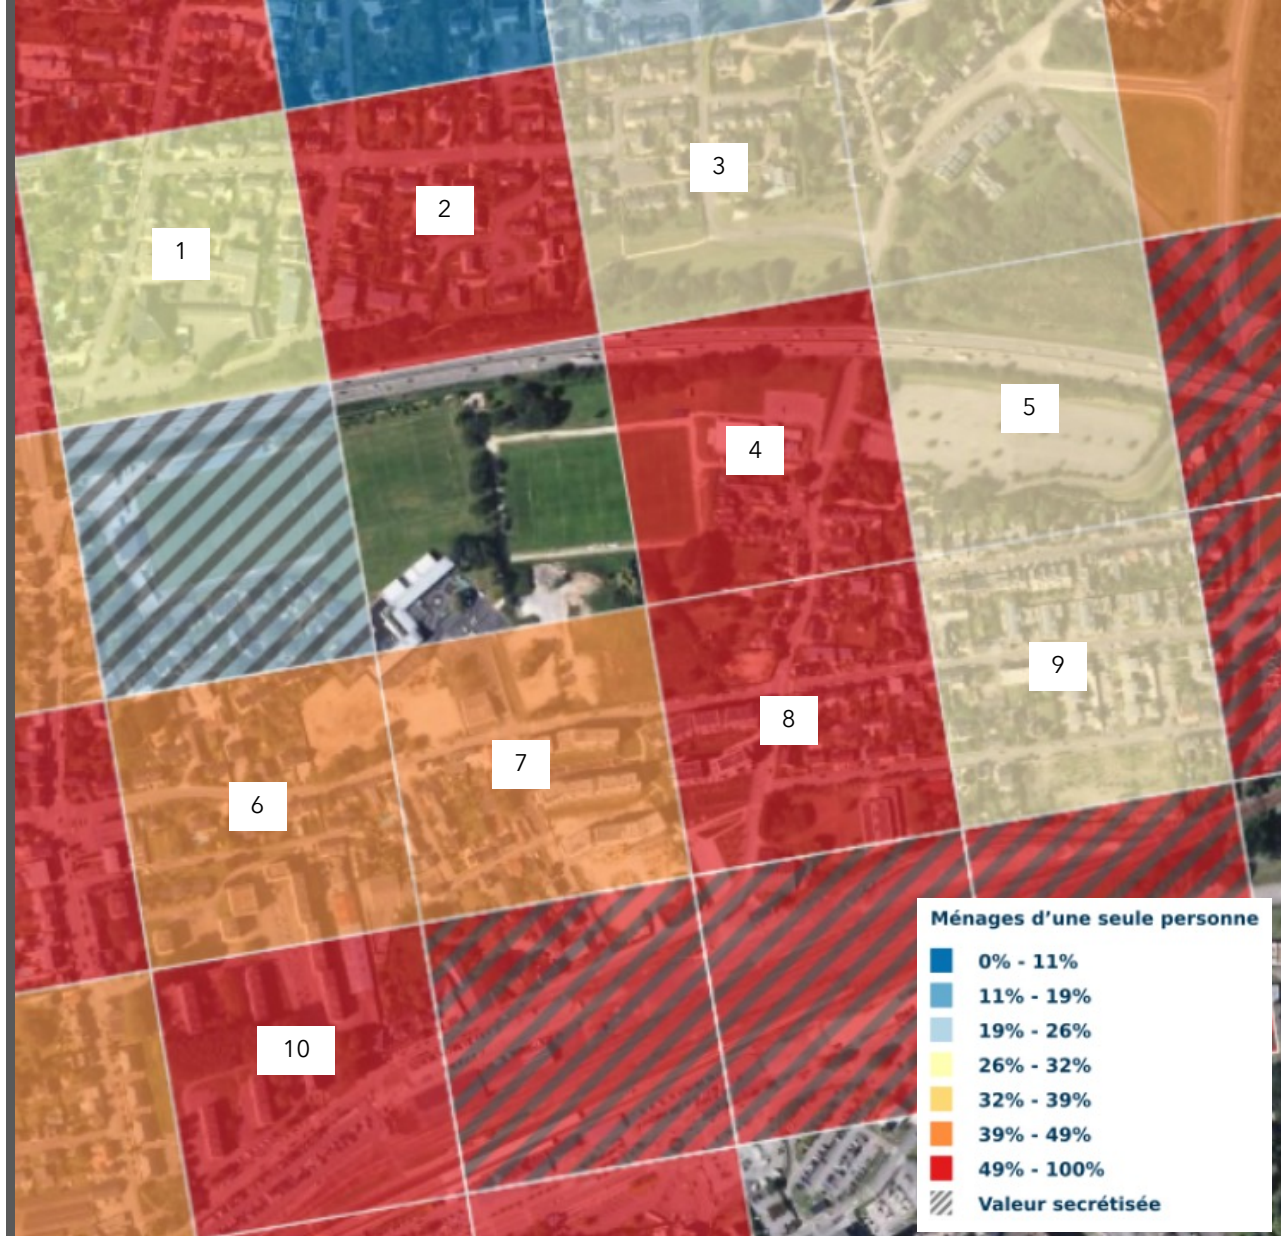 3
2
1
5
4
9
8
7
6
10
Ménages d’une seule personne
0% - 11%
11% - 19%
19% - 26%
26% - 32%
32% - 39%
39% - 49%
49% - 100%
Valeur secrétisée